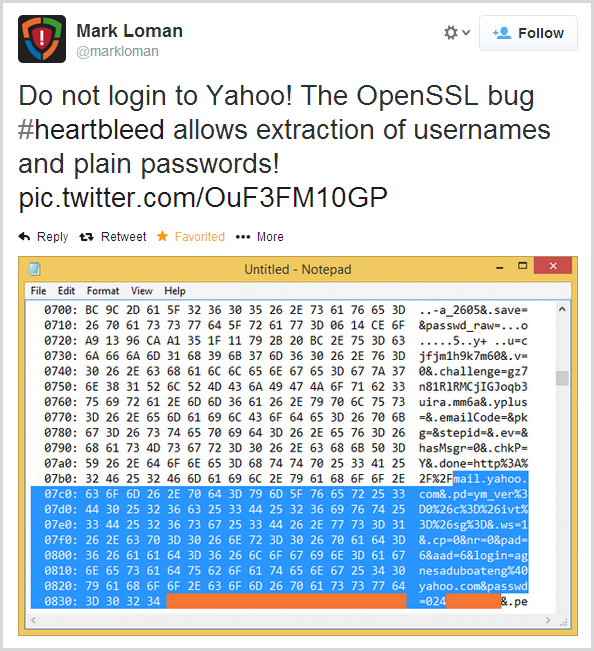 Mark Loman
@markloman
Follow
Do not login to Yahoo! The OpenSSL bug
#heartbleed allows extraction of usernames
and plain passwords!
pic.twitter.com/OuF3FM10GP
Reply Retweet Favorited More
Untitled - Notepad
File Edit Format View Help
0700: BC 9C 2D 61 5F 32 36 30 35 26 2E 73 61 76 65 3D ..-a_2605&.save=
0710: 26 70 61 73 73 77 64 5F 72 61 77 3D 06 14 CE 6F &passwd_raw=...o
0720: A9 13 96 CA A1 35 1F 11 79 2B 20 BC 2E 75 3D 63 .....5..y+ ..u=c
0730: 6A 66 6A 6D 31 68 39 6B 37 6D 36 30 26 2E 76 3D jfjm1h9k7m60&.v=
0740: 30 26 2E 63 68 61 6C 6C 65 6E 67 65 3D 67 7A 37 0&.challenge=gz7
0750: 6E 38 31 52 6C 52 4D 43 6A 49 47 4A 6F 71 62 33 n81RlRMCjIGJoqb3
0760: 75 69 72 61 2E 6D 6D 36 61 26 2E 79 70 6C 75 73 uira.mm6a&.yplus
0770: 3D 26 2E 65 6D 61 69 6C 43 6F 64 65 3D 26 70 6B =&.emailCode=&pk
0780: 67 3D 26 73 74 65 70 69 64 3D 26 2E 65 76 3D 26 g=&stepid=&.ev=&
0790: 68 61 73 4D 73 67 72 3D 30 26 2E 63 68 6B 50 3D hasMsgr=0&.chkP=
07a0: 59 26 2E 64 6F 6E 65 3D 68 74 74 70 25 33 41 25 Y&.done=http%3A%
07b0: 32 46 25 32 46 6D 61 69 6C 2E 79 61 68 6F 6F 2E 2F%2Fmail.yahoo.
07c0: 63 6F 6D 26 2E 70 64 3D 79 6D 5F 76 65 72 25 33 com&.pd=ym_ver%3
07d0: 44 30 25 32 36 63 25 33 44 25 32 36 69 76 74 25 D0%26c%3D%26ivt%
07e0: 33 44 25 32 36 73 67 25 33 44 26 2E 77 73 3D 31 3D%26sg%3D&.ws=1
07f0: 26 2E 63 70 3D 30 26 6E 72 3D 30 26 70 61 64 3D &.cp=0&nr=0&pad=
0800: 36 26 61 61 64 3D 36 26 6C 6F 67 69 6E 3D 61 67 6&aad=6&login=ag
0810: 6E 65 73 61 64 75 62 6F 61 74 65 6E 67 25 34 30 nesaduboateng%40
0820: 79 61 68 6F 6F 2E 63 6F 6D 26 70 61 73 73 77 64 yahoo.com&passwd
0830: 3D 30 32 34 =024 &.pe